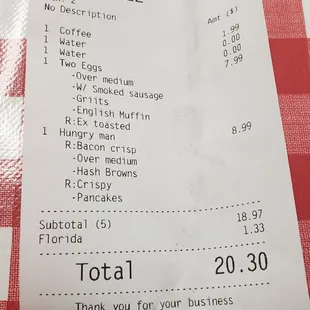 No Description
Amt ($)
1 Coffee 1.99
1 Water 0.00
1 Water 0.00
1 Two Eggs 7.99
-Over medium
-W/ Smoked sausage
-Griits
-English Muffin
R:Ex toasted
1 Hungry man 8.99
R:Bacon crisp
-Over medium
-Hash Browns
R:Crispy
-Pancakes
Subtotal (5) 18.97
Florida 1.33
Total 20.30
Thank you for your business